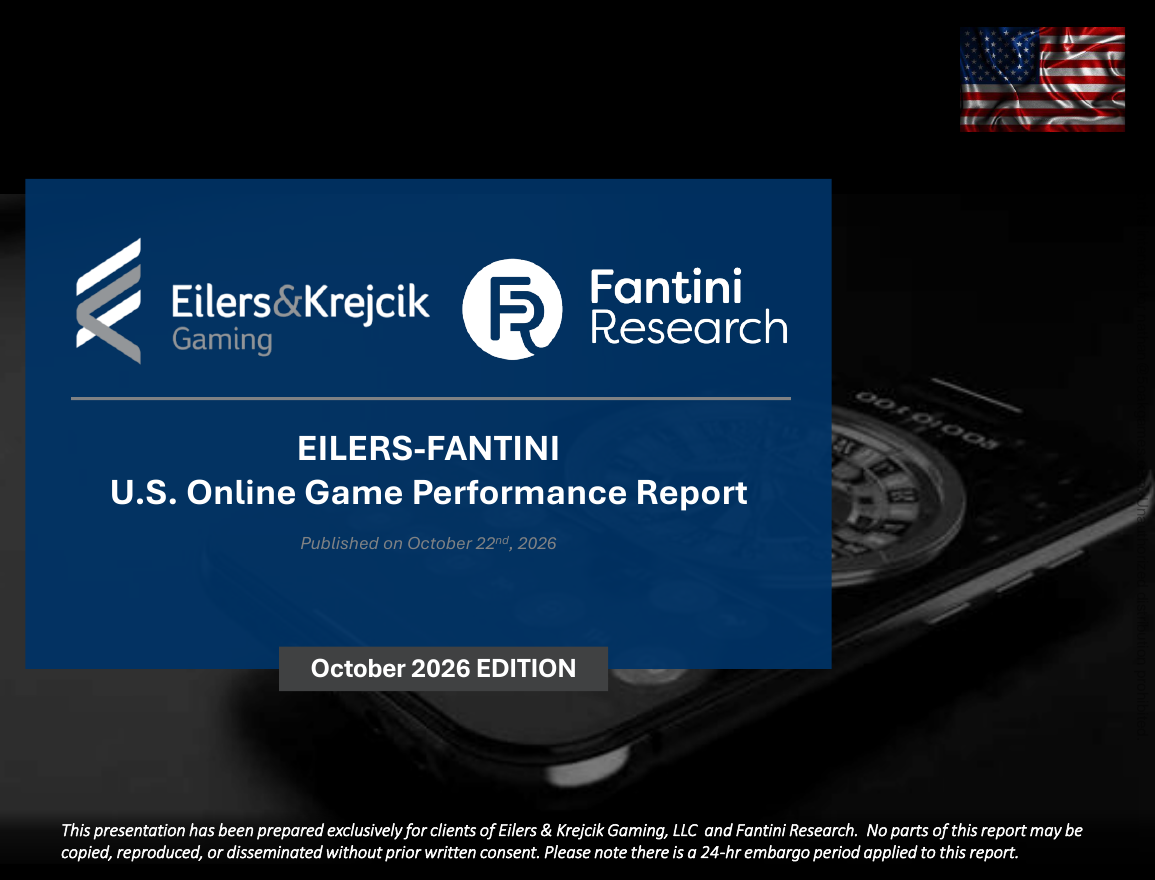 Eilers&Krejcik
Gaming
Fantini
Research
EILERS-FANTINI
U.S. Online Game Performance Report
Published on October 22nd, 2026
October 2026 EDITION
This presentation has been prepared exclusively for clients of Eilers & Krejcik Gaming, LLC and Fantini Research. No parts of this report may be
copied, reproduced, or disseminated without prior written consent. Please note there is a 24-hr embargo period applied to this report.